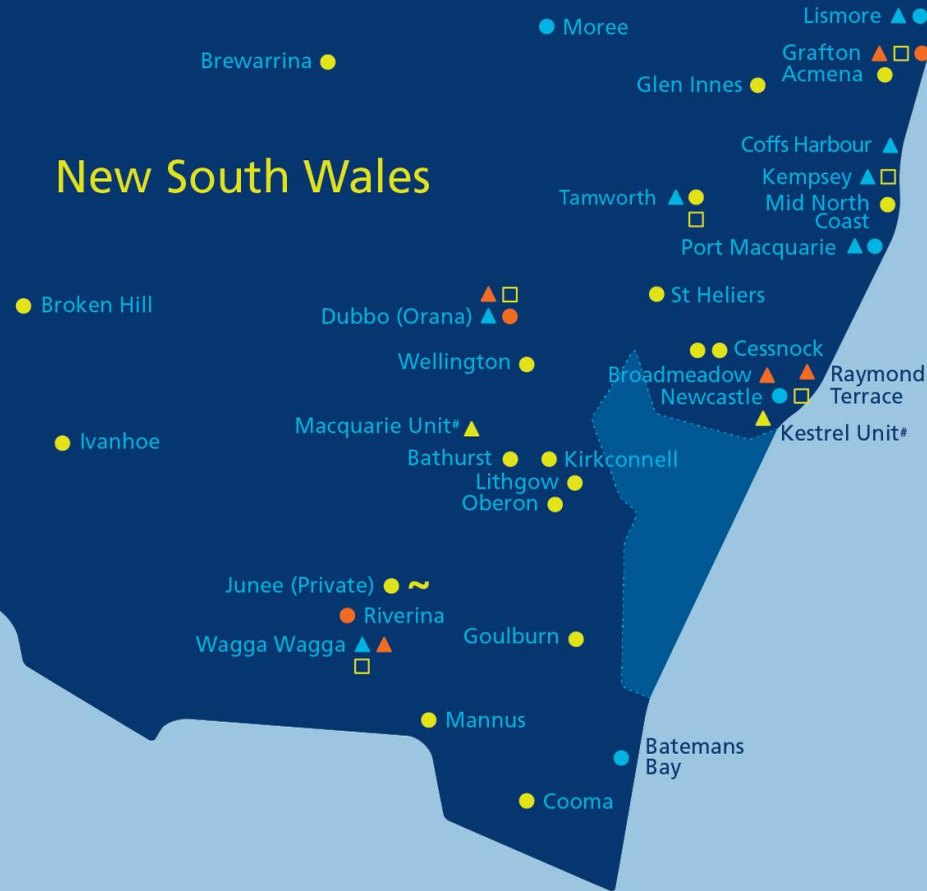 Lismore
Moree
Grafton
Brewarrina
Acmena
Glen Innes
Coffs Harbour
New South Wales
Kempsey
Tamworth
Mid North
Coast
Port Macquarie
Broken Hill
St Heliers
Dubbo (Orana)
Cessnock
Wellington
Broadmeadow
Raymond
Terrace
Newcastle
Macquarie Unit#
Kestrel Unit#
Ivanhoe
Bathurst
Kirkconnell
Lithgow
Oberon
Junee (Private) ~
Riverina
Goulburn
Wagga Wagga
Mannus
Batemans
Bay
Cooma